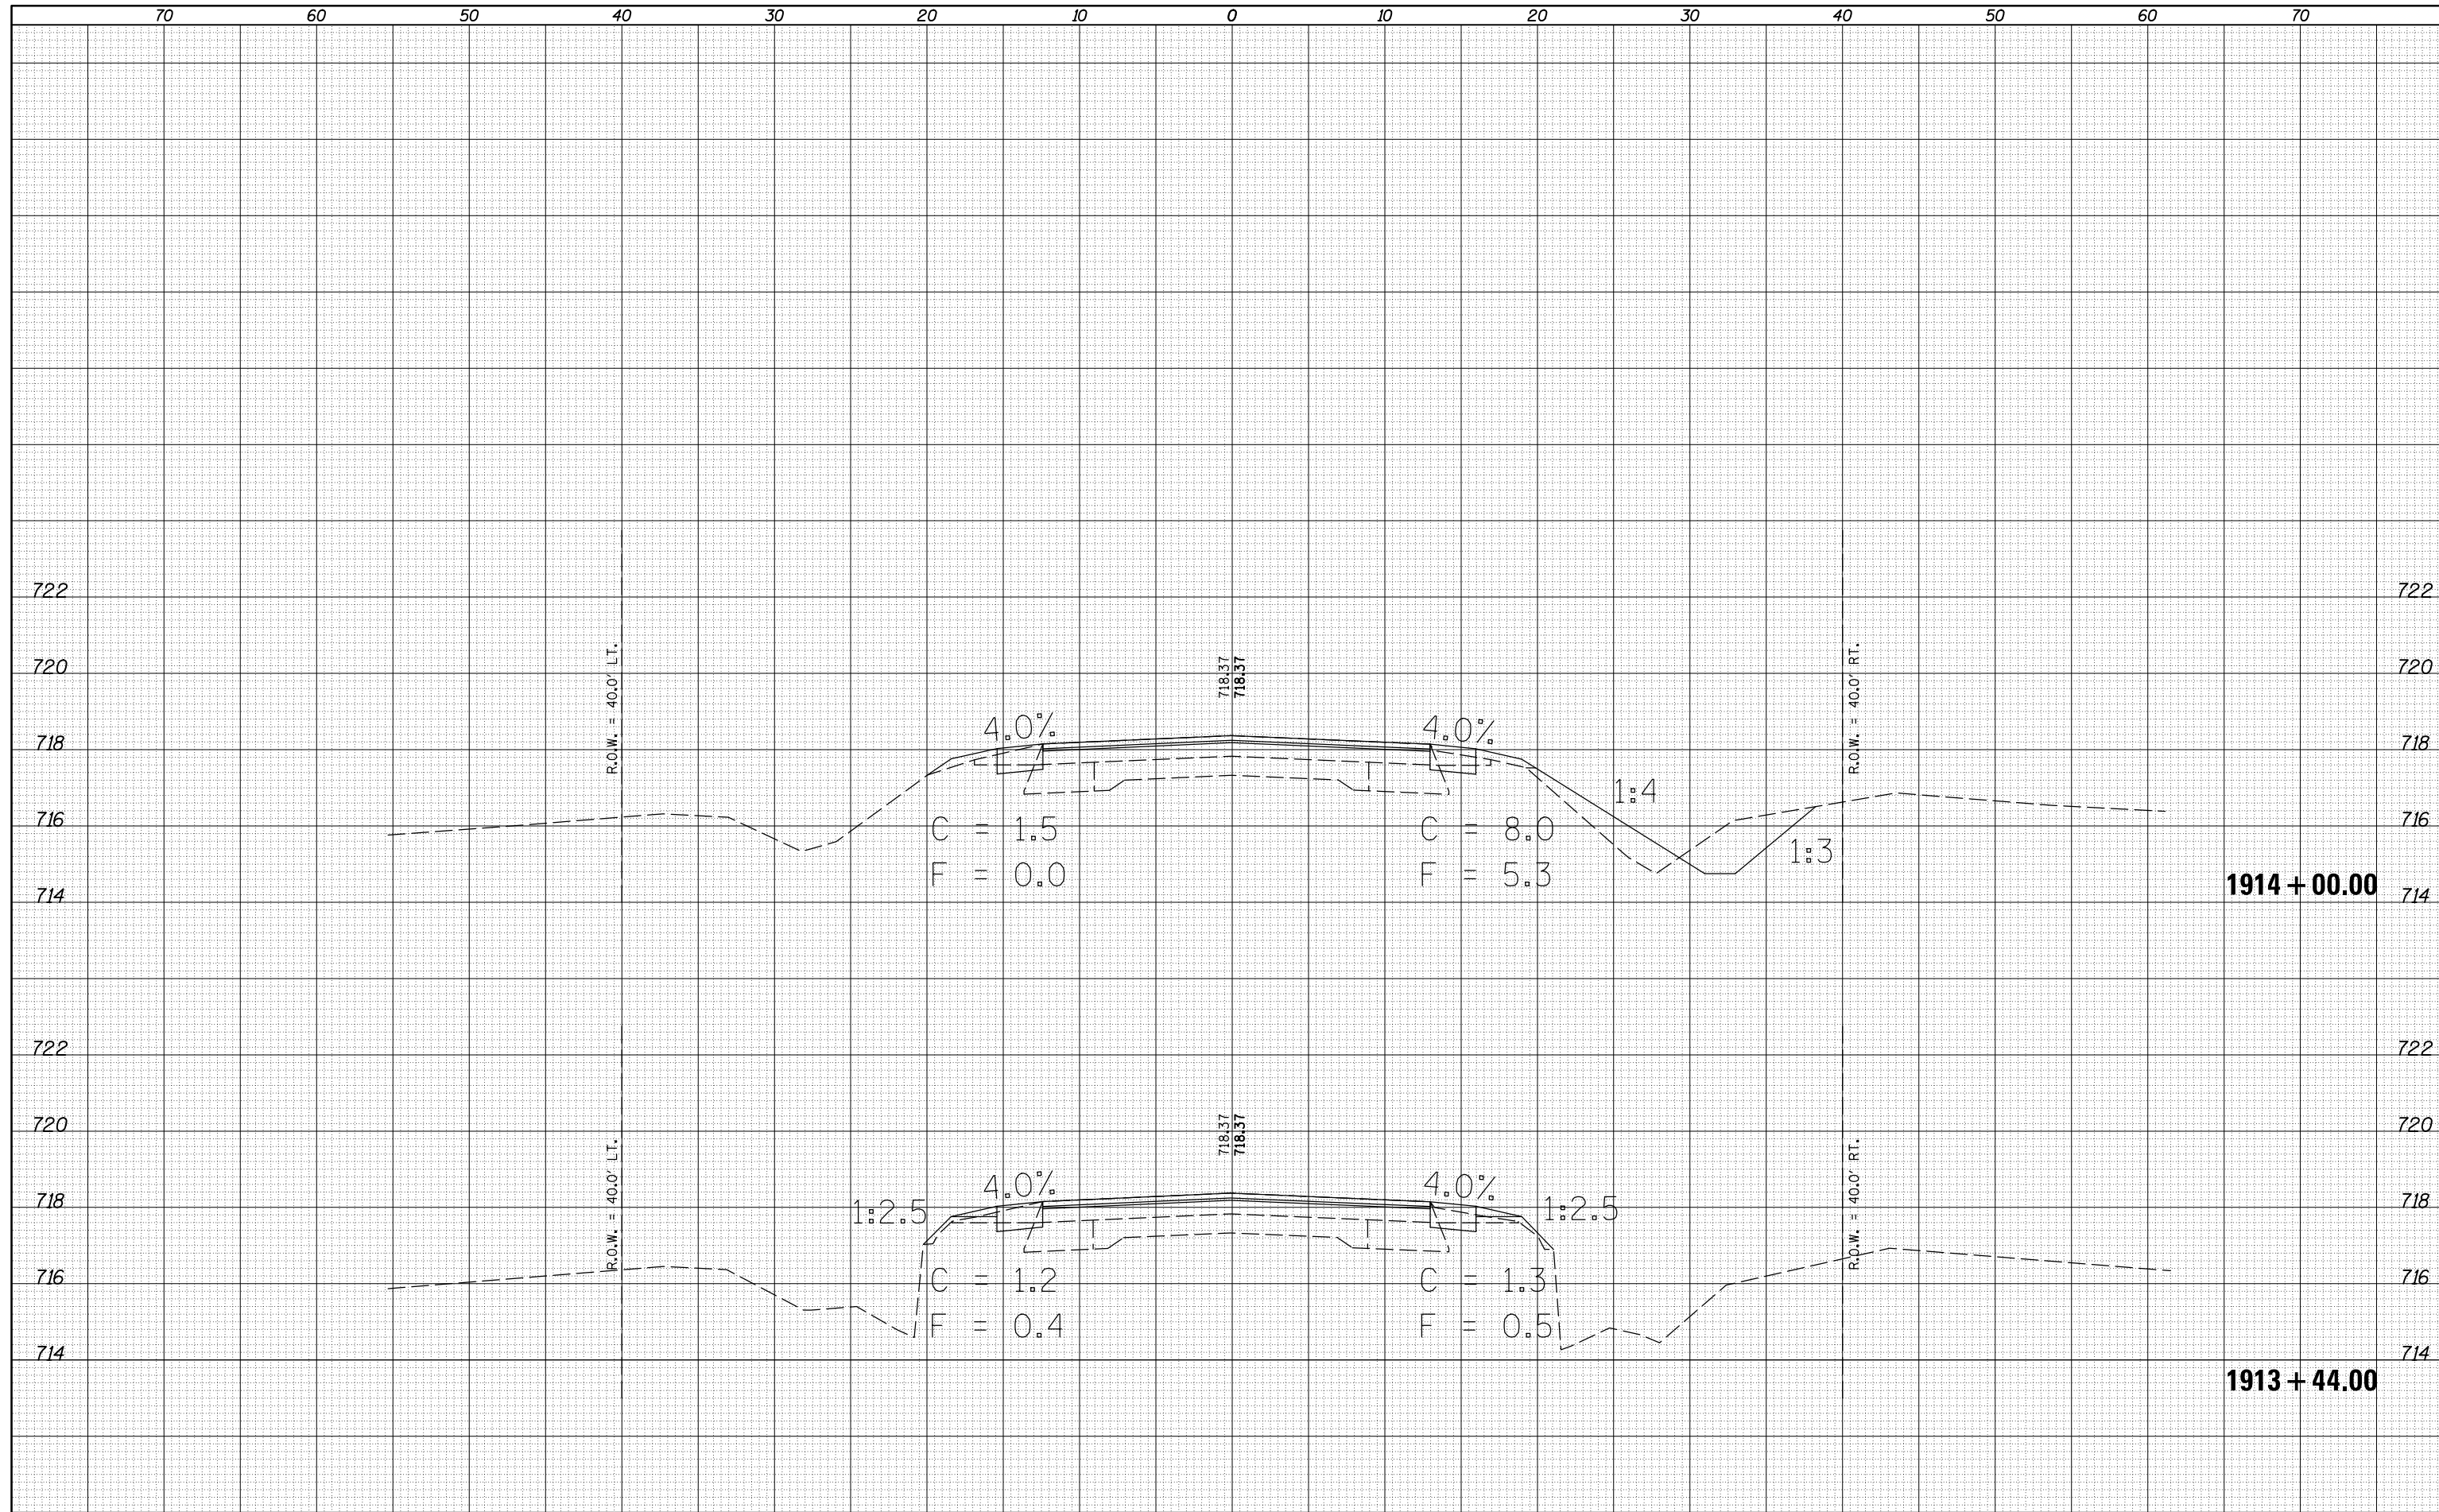 70 60 50 40 30 20 10 0 10 20 30 40 50 60 70
722 722
R.O.W. = 40.0' LT.
718.37
718.37
R.O.W. = 40.0' RT.
720 720
4.0% 4.0%
718 718
1:4
716 C = 1.5 C = 8.0 716
1:3
F = 0.0 F = 5.3
1914 + 00.00
714 714
722 722
R.O.W. = 40.0' LT.
718.37
718.37
R.O.W. = 40.0' RT.
720 720
4.0% 4.0%
718 718
1:2.5 1:2.5
716 C = 1.2 C = 1.3 716
F = 0.4 F = 0.5
714 714
1913 + 44.00